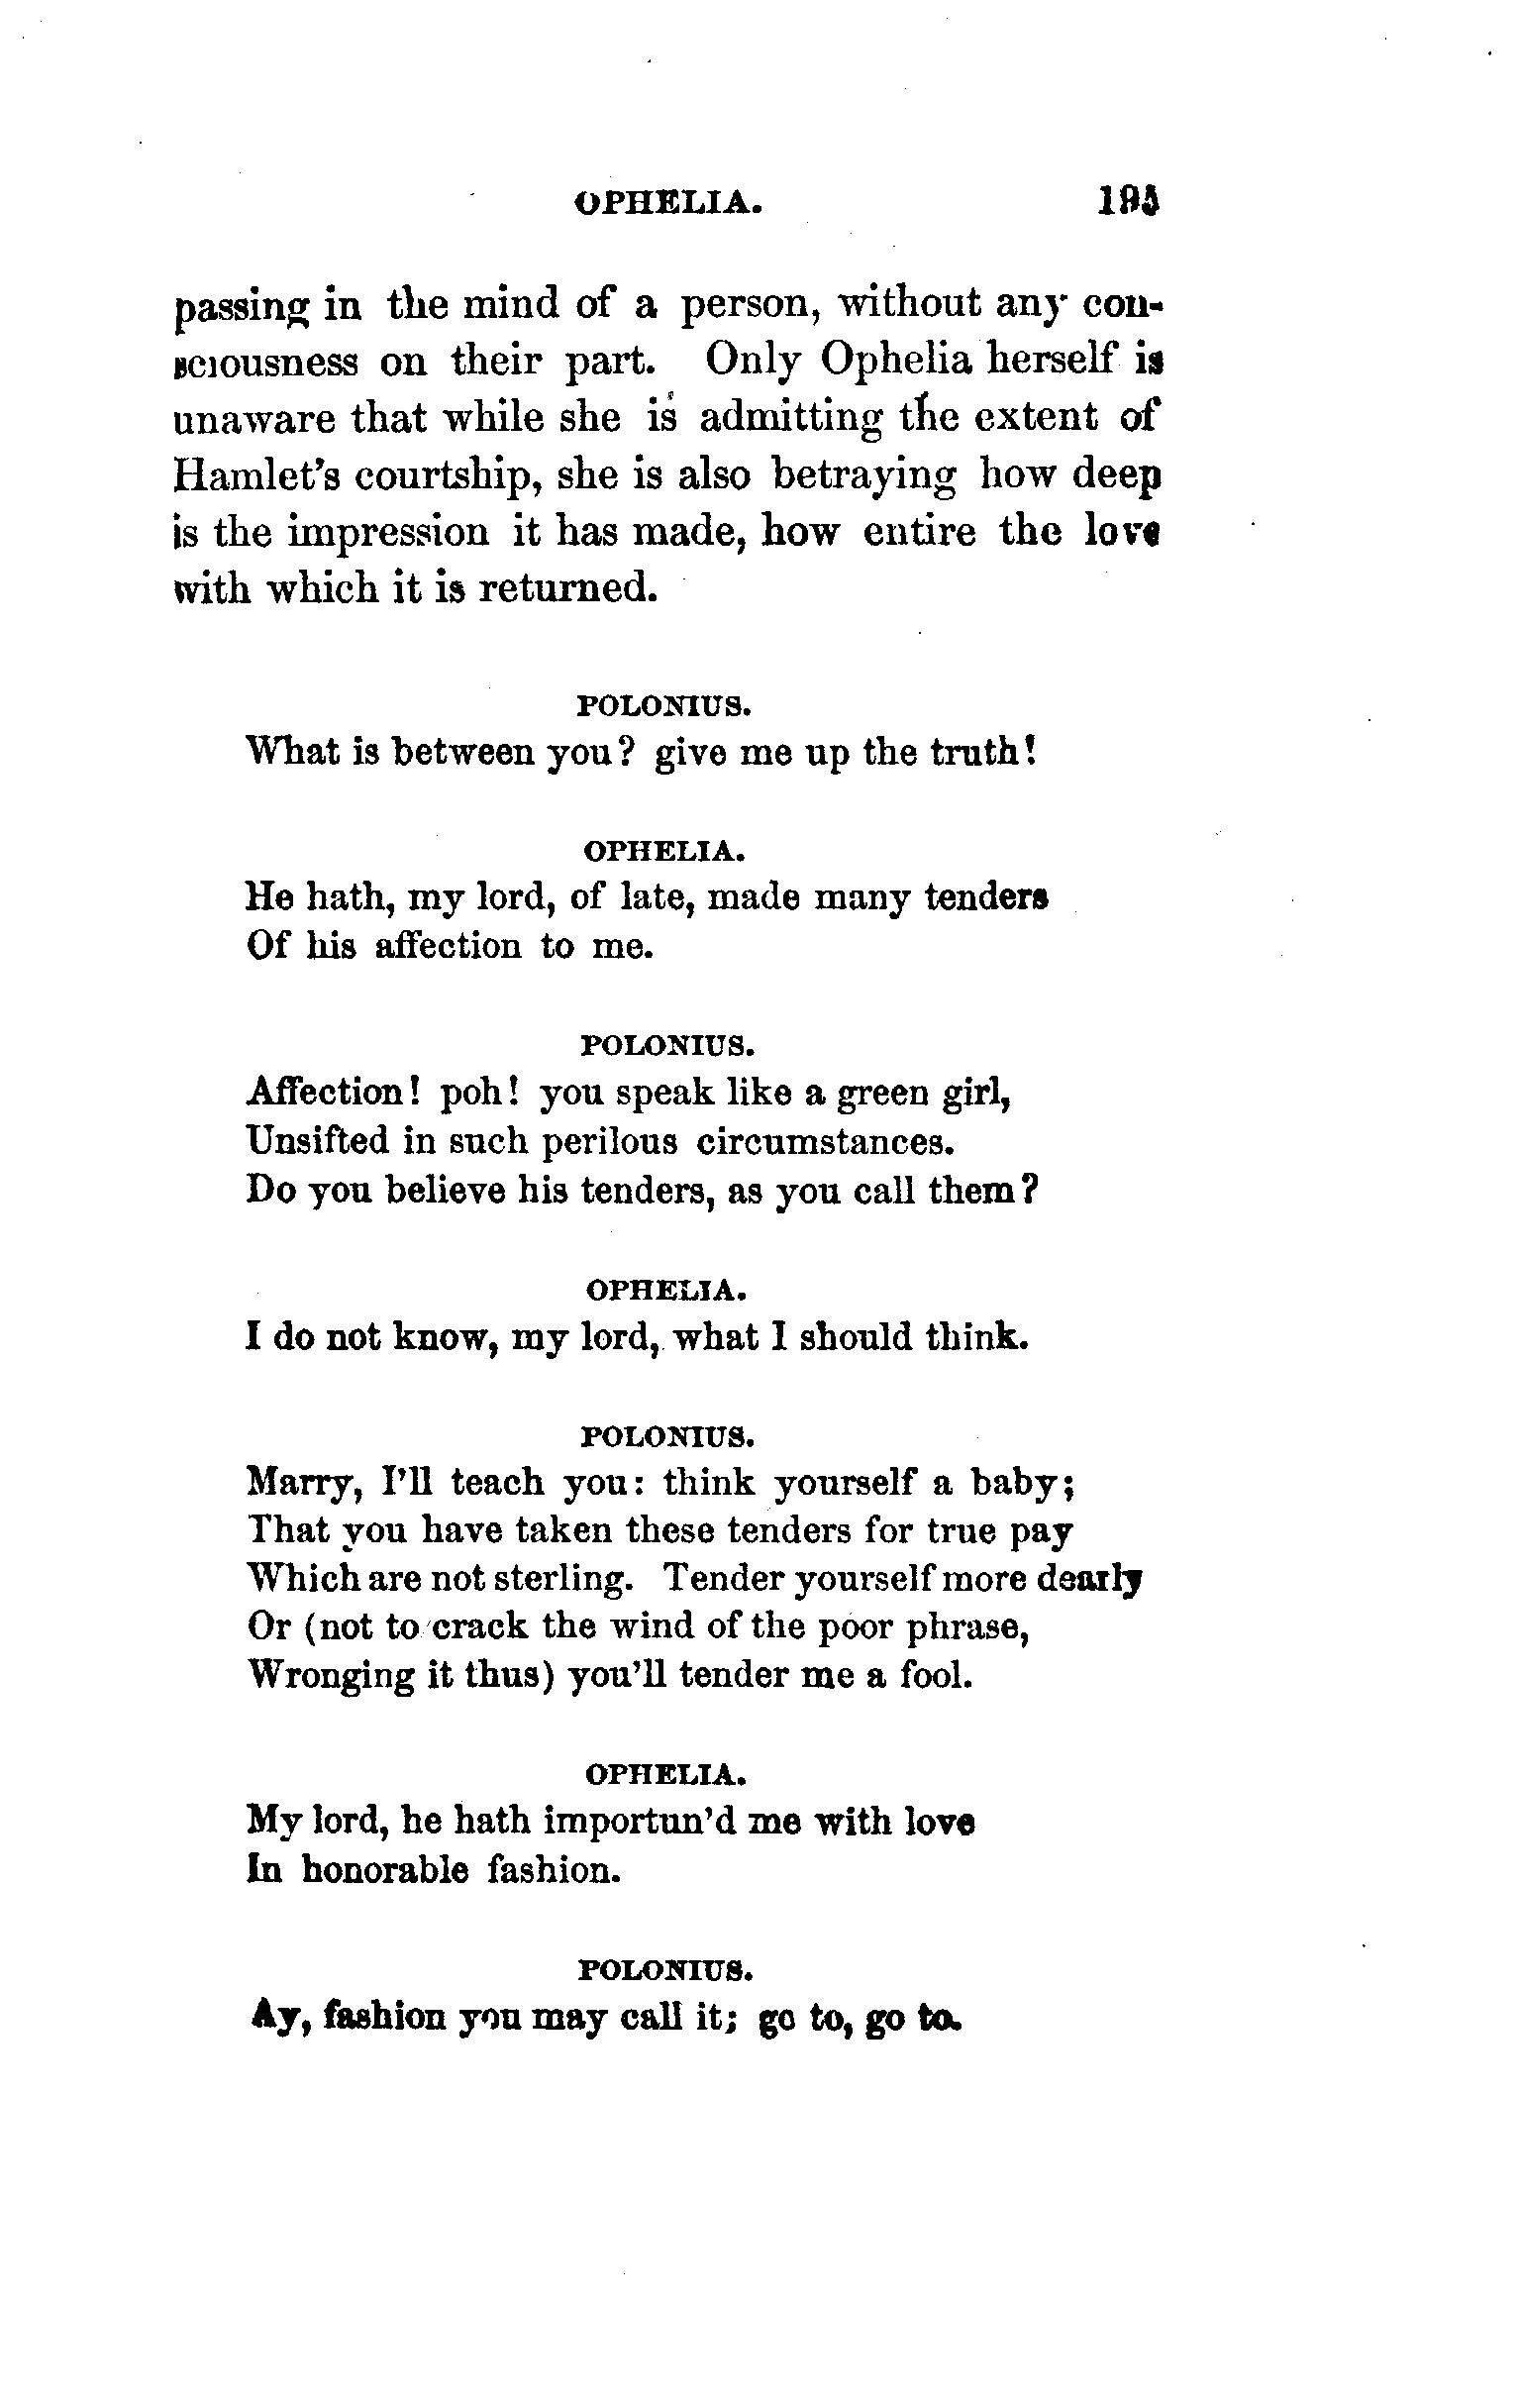 OPHELIA. 195
passing in the mind of a person, without any con-
sciousness on their part. Only Ophelia herself is
unaware that while she is admitting the extent of
Hamlet's courtship, she is also betraying how deep
is the impression it has made, how entire the love
with which it is returned.
POLONIUS.
What is between you? give me up the truth!
OPHELIA.
He hath, my lord, of late, made many tenders
Of his affection to me.
POLONIUS.
Affection! poh! you speak like a green girl,
Unsifted in such perilous circumstances.
Do you believe his tenders, as you call them?
OPHELIA.
I do not know, my lord, what I should think.
POLONIUS.
Marry, I'll teach you: think yourself a baby;
That you have taken these tenders for true pay
Which are not sterling. Tender yourself more dearly
Or (not to crack the wind of the poor phrase,
Wronging it thus) you'll tender me a fool.
OPHELIA.
My lord, he hath importun'd me with love
In honorable fashion.
POLONIUS.
Ay, fashion you may call it; go to, go to.